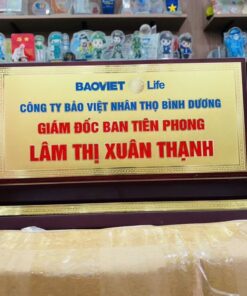 BAOVIET Life
CÔNG TY BẢO VIỆT NHÂN THỌ BÌNH DƯƠNG
GIÁM ĐỐC BAN TIÊN PHONG
LÂM THỊ XUÂN THẠNH